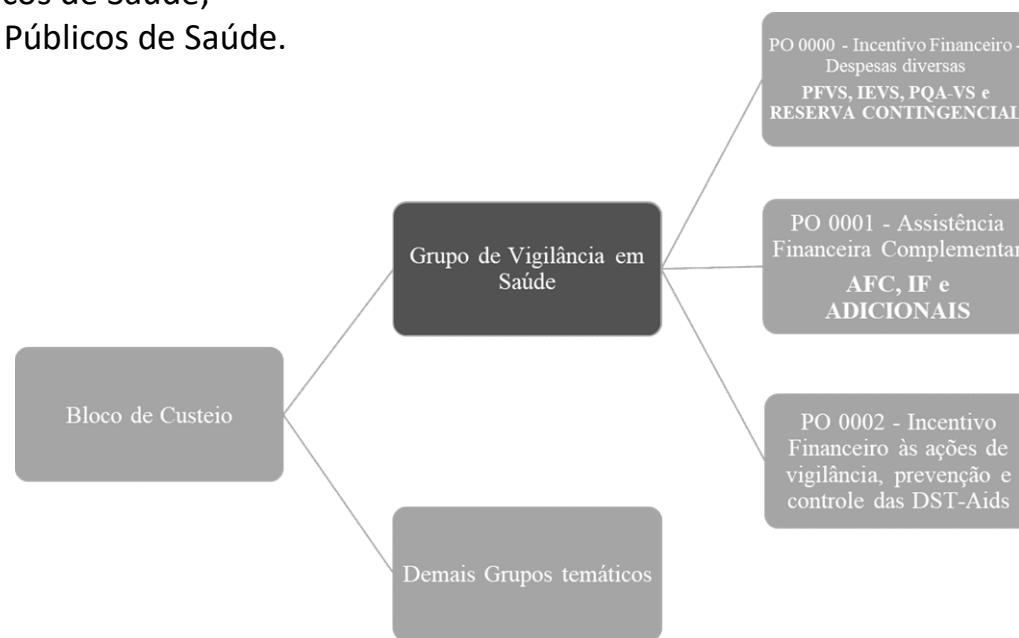 Públicos de Saúde.
PO 0000 - Incentivo Financeiro -
Despesas diversas
PFVS, IEVS, PQA-VS e
RESERVA CONTINGENCIAL
Grupo de Vigilância em
Saúde
PO 0001 - Assistência
Financeira Complementar
AFC, IF e
ADICIONAIS
Bloco de Custeio
PO 0002 - Incentivo
Financeiro às ações de
vigilância, prevenção e
controle das DST-Aids
Demais Grupos temáticos